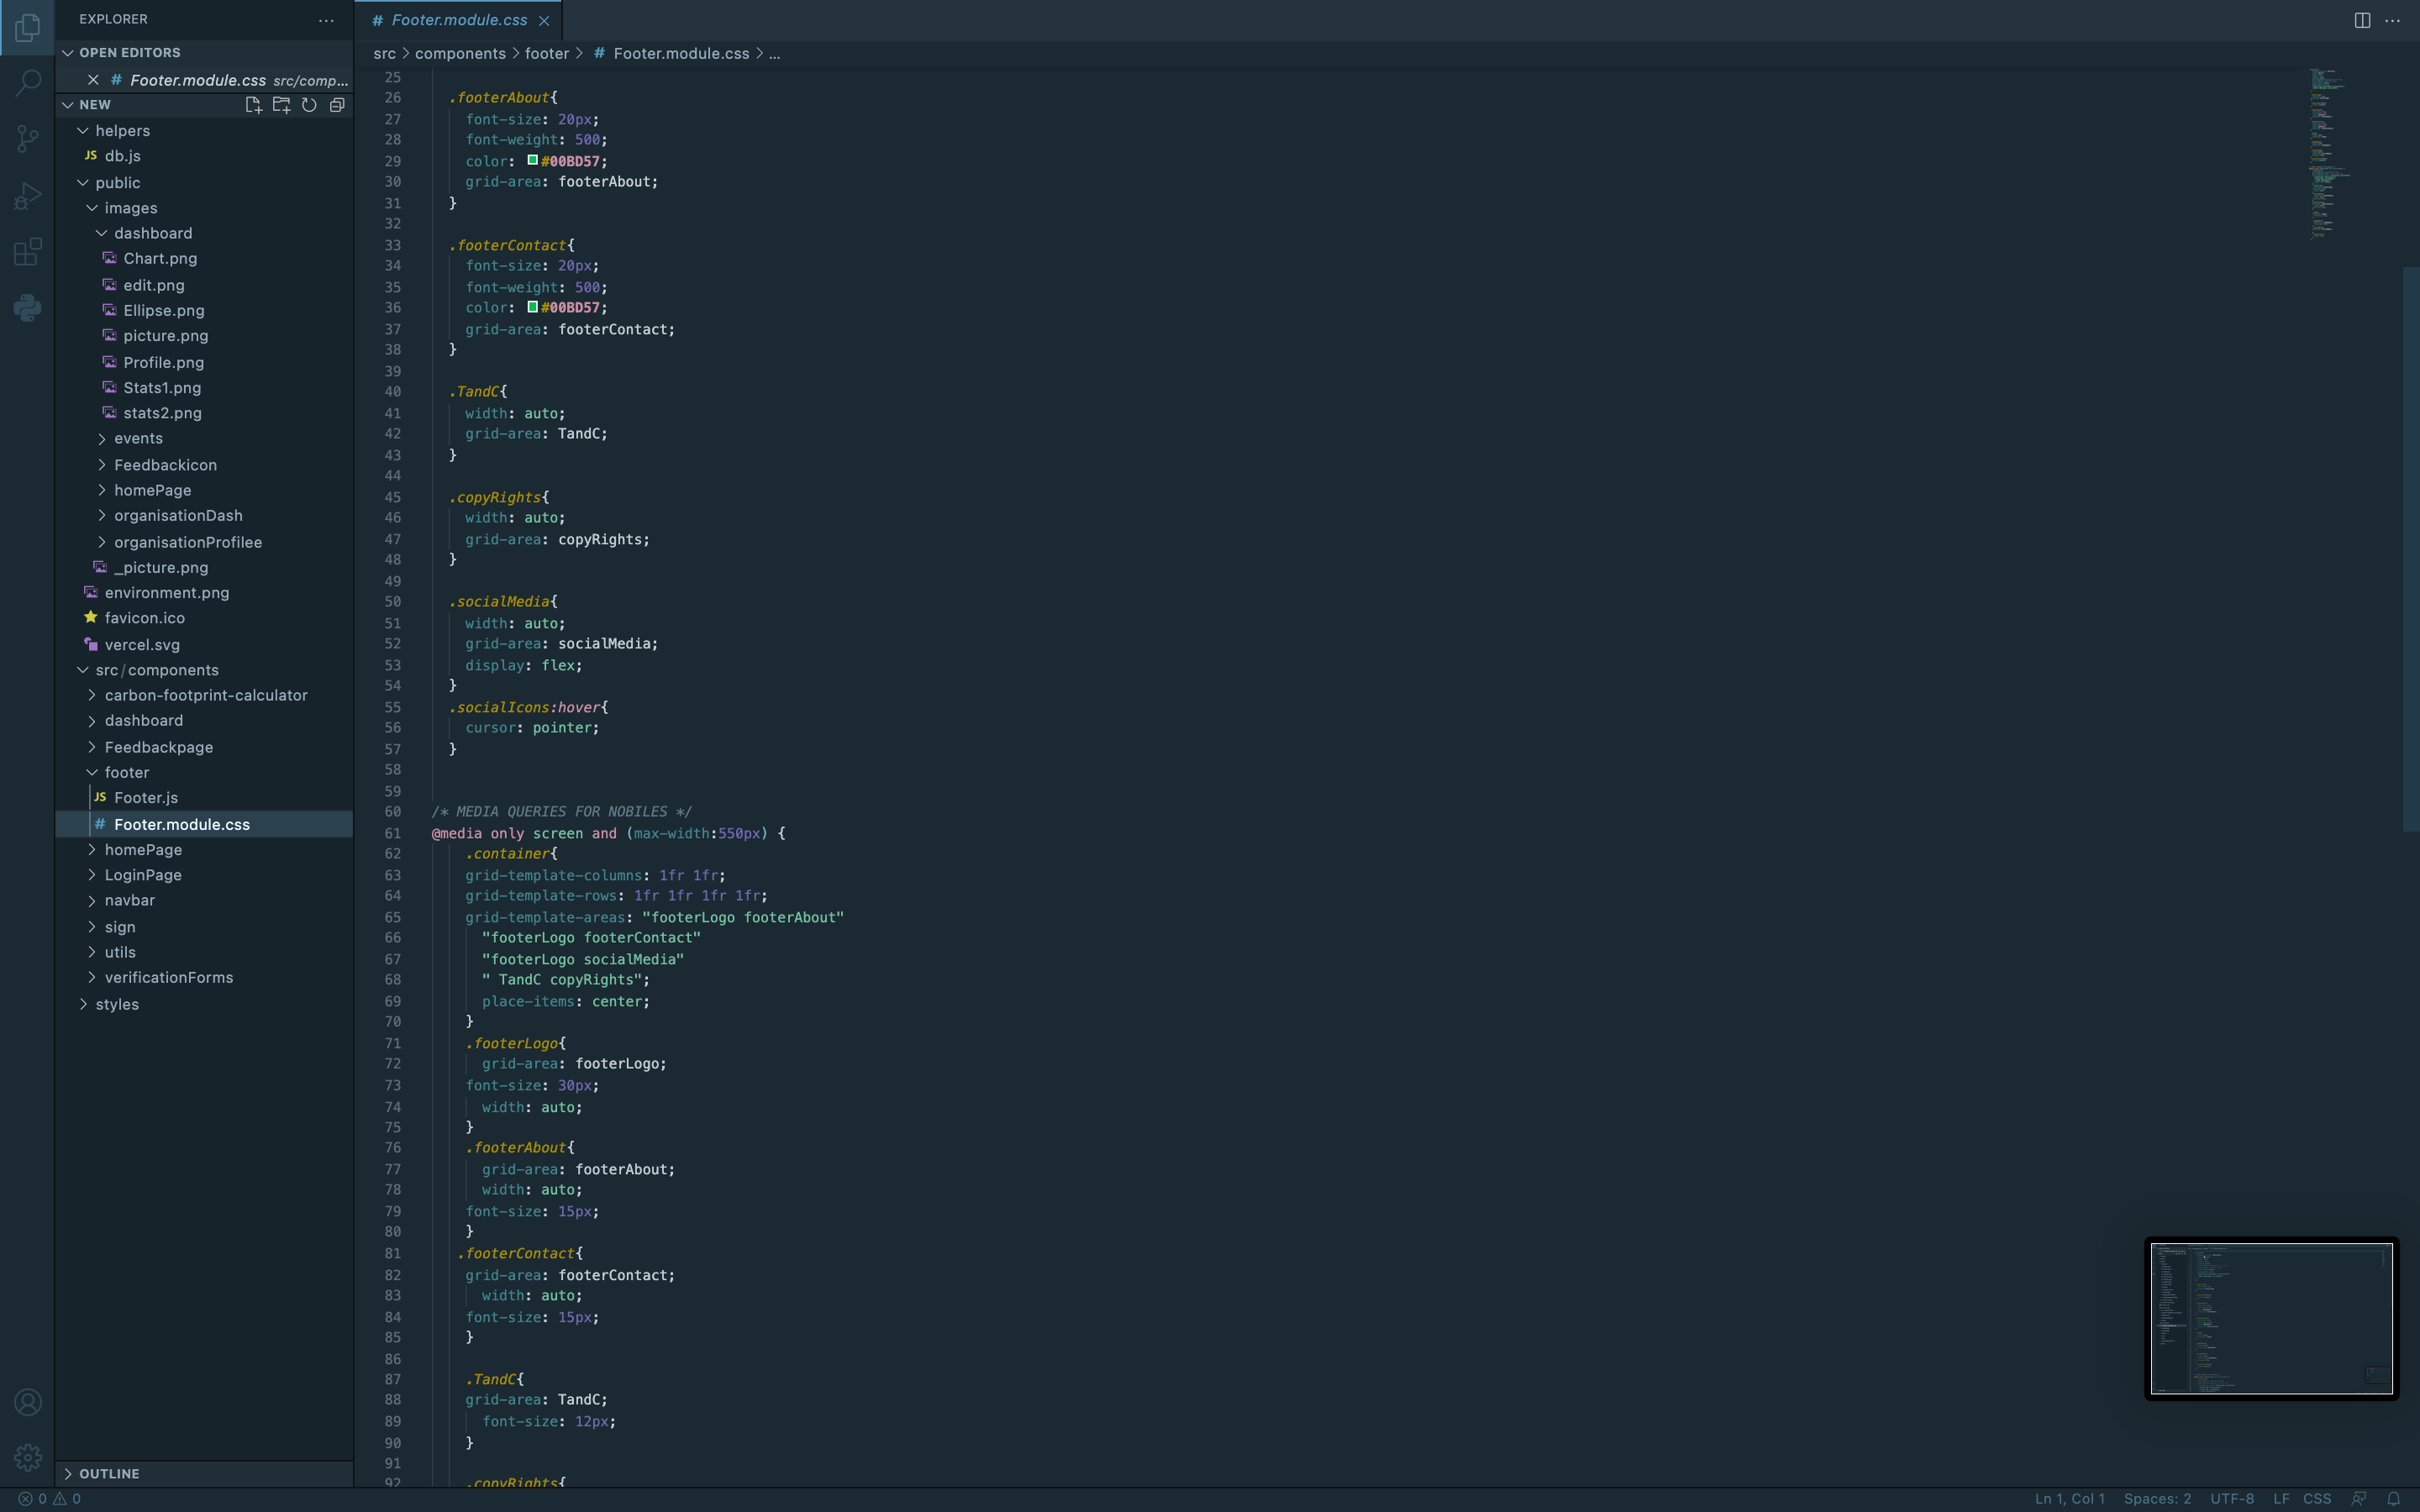 EXPLORER
OPEN EDITORS
# Footer.module.css src/comp...
NEW
helpers
JS db.js
public
images
dashboard
Chart.png
edit.png
Ellipse.png
picture.png
Profile.png
Stats1.png
stats2.png
events
Feedbackicon
homePage
organisationDash
organisationProfilee
_picture.png
environment.png
favicon.ico
vercel.svg
src/components
carbon-footprint-calculator
dashboard
Feedbackpage
footer
JS Footer.js
# Footer.module.css
homePage
LoginPage
navbar
sign
utils
verificationForms
styles
OUTLINE
# Footer.module.css
src > components > footer > # Footer.module.css > ...
25
26 .footerAbout{
27 font-size: 20px;
28 font-weight: 500;
29 color: #00BD57;
30 grid-area: footerAbout;
31 }
32
33 .footerContact{
34 font-size: 20px;
35 font-weight: 500;
36 color: #00BD57;
37 grid-area: footerContact;
38 }
39
40 .TandC{
41 width: auto;
42 grid-area: TandC;
43 }
44
45 .copyRights{
46 width: auto;
47 grid-area: copyRights;
48 }
49
50 .socialMedia{
51 width: auto;
52 grid-area: socialMedia;
53 display: flex;
54 }
55 .socialIcons:hover{
56 cursor: pointer;
57 }
58
59
60 /* MEDIA QUERIES FOR NOBILES */
61 @media only screen and (max-width:550px) {
62 .container{
63 grid-template-columns: 1fr 1fr;
64 grid-template-rows: 1fr 1fr 1fr 1fr;
65 grid-template-areas: "footerLogo footerAbout"
66 "footerLogo footerContact"
67 "footerLogo socialMedia"
68 " TandC copyRights";
69 place-items: center;
70 }
71 .footerLogo{
72 grid-area: footerLogo;
73 font-size: 30px;
74 width: auto;
75 }
76 .footerAbout{
77 grid-area: footerAbout;
78 width: auto;
79 font-size: 15px;
80 }
81 .footerContact{
82 grid-area: footerContact;
83 width: auto;
84 font-size: 15px;
85 }
86
87 .TandC{
88 grid-area: TandC;
89 font-size: 12px;
90 }
91
92 .copyRights{
0 0
Ln 1, Col 1 Spaces: 2 UTF-8 LF CSS